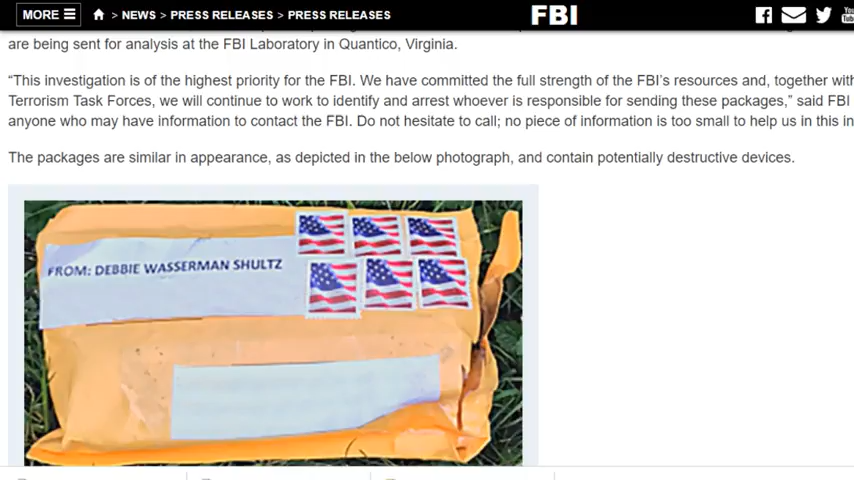 MORE
> NEWS > PRESS RELEASES > PRESS RELEASES
FBI
are being sent for analysis at the FBI Laboratory in Quantico, Virginia.
“This investigation is of the highest priority for the FBI. We have committed the full strength of the FBI’s resources and, together with
Terrorism Task Forces, we will continue to work to identify and arrest whoever is responsible for sending these packages,” said FBI
anyone who may have information to contact the FBI. Do not hesitate to call; no piece of information is too small to help us in this in
The packages are similar in appearance, as depicted in the below photograph, and contain potentially destructive devices.
FROM: DEBBIE WASSERMAN SHULTZ